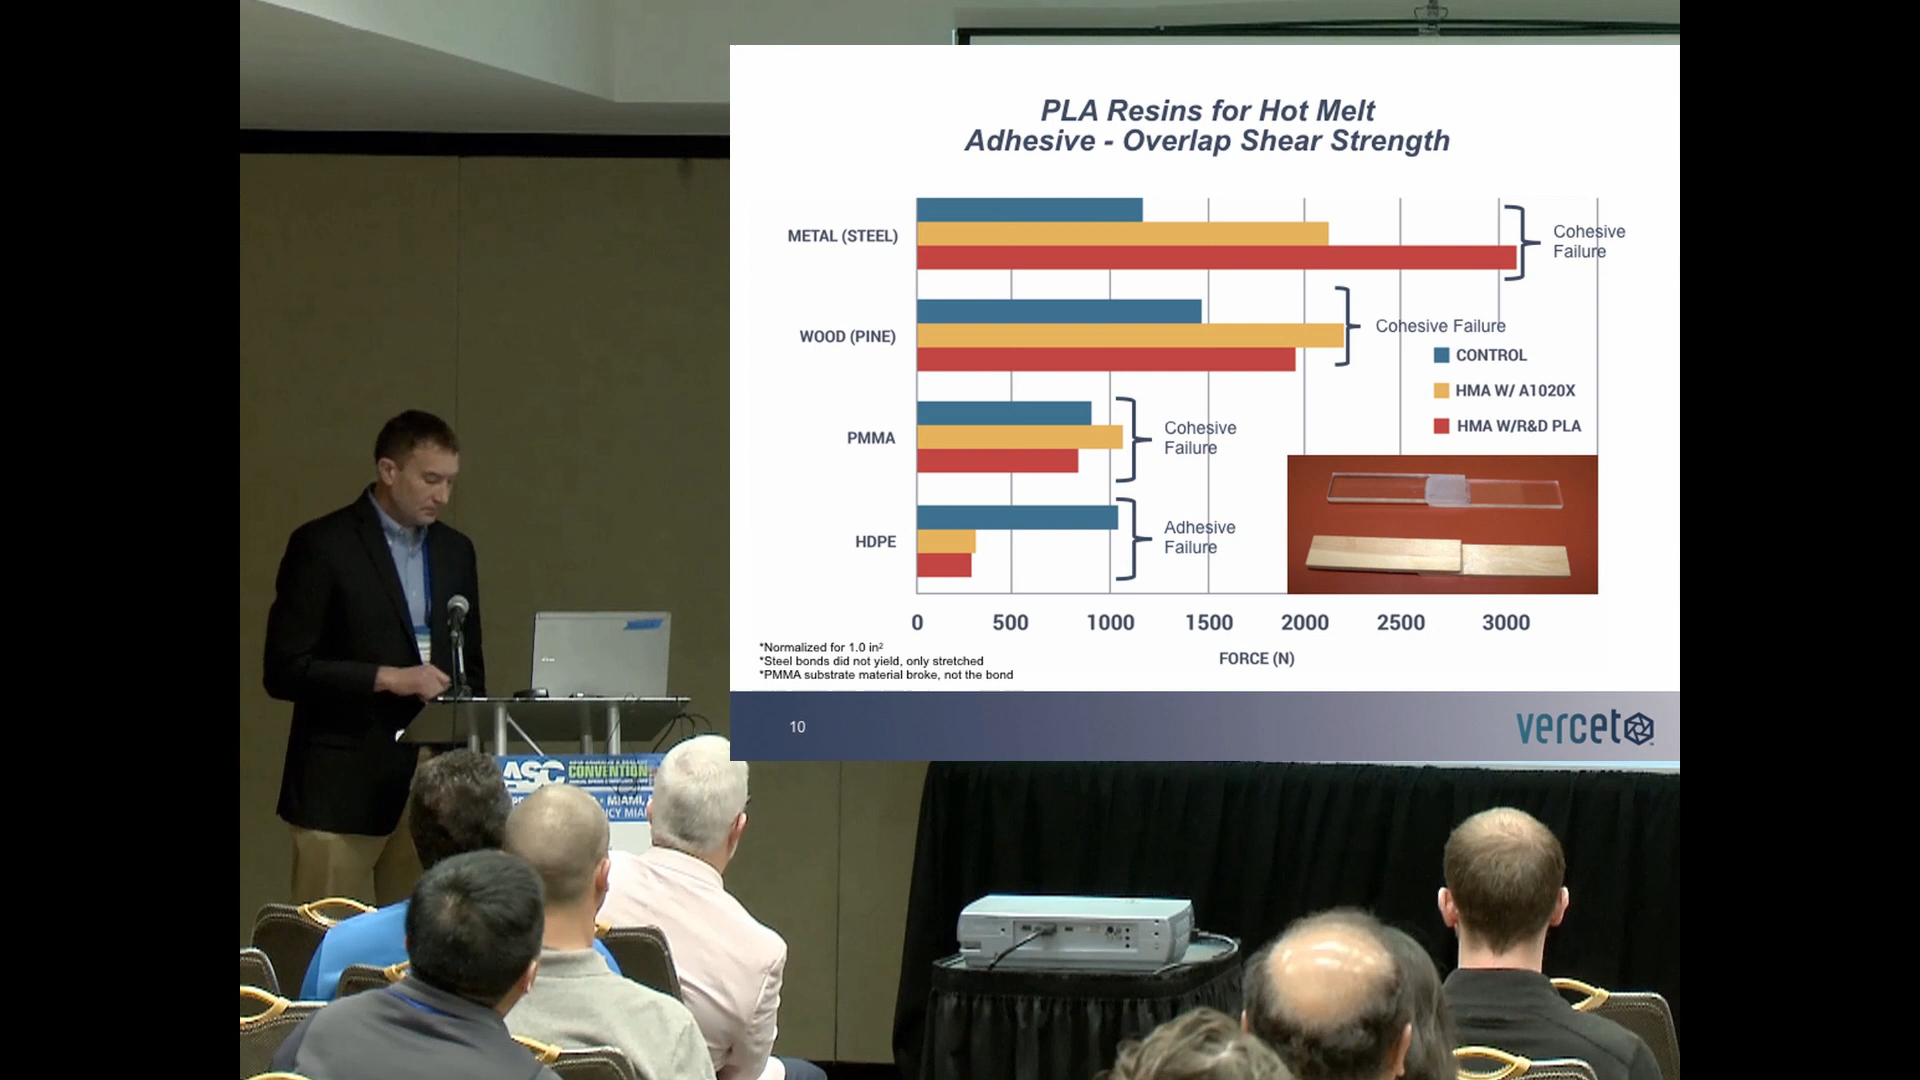 PLA Resins for Hot Melt
Adhesive - Overlap Shear Strength
METAL (STEEL)
Cohesive
Failure
WOOD (PINE)
Cohesive Failure
CONTROL
HMA W/ A1020X
HMA W/R&D PLA
PMMA
Cohesive
Failure
HDPE
Adhesive
Failure
0 500 1000 1500 2000 2500 3000
FORCE (N)
*Normalized for 1.0 in²
*Steel bonds did not yield, only stretched
*PMMA substrate material broke, not the bond
10
vercet
ASC
CONVENTION
MIAMI,